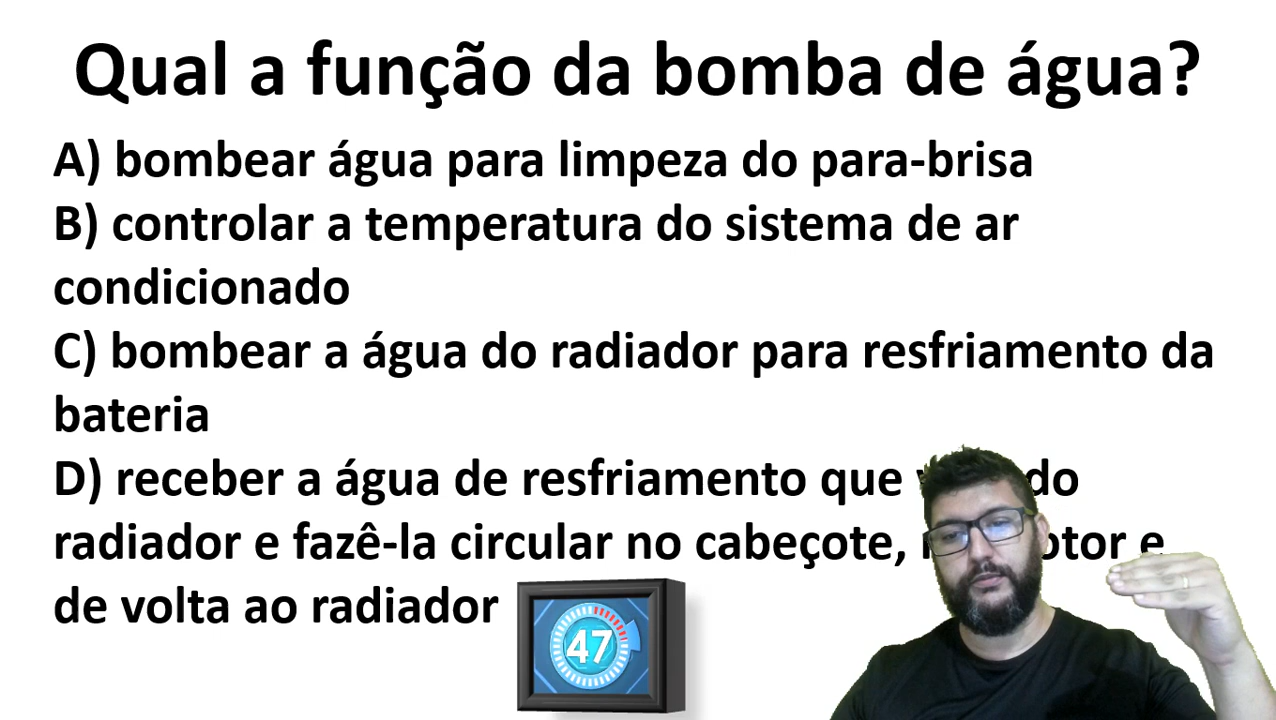 Qual a função da bomba de água?
A) bombear água para limpeza do para-brisa
B) controlar a temperatura do sistema de ar
condicionado
C) bombear a água do radiador para resfriamento da
bateria
D) receber a água de resfriamento que do
radiador e fazê-la circular no cabeçote, e
de volta ao radiador
47